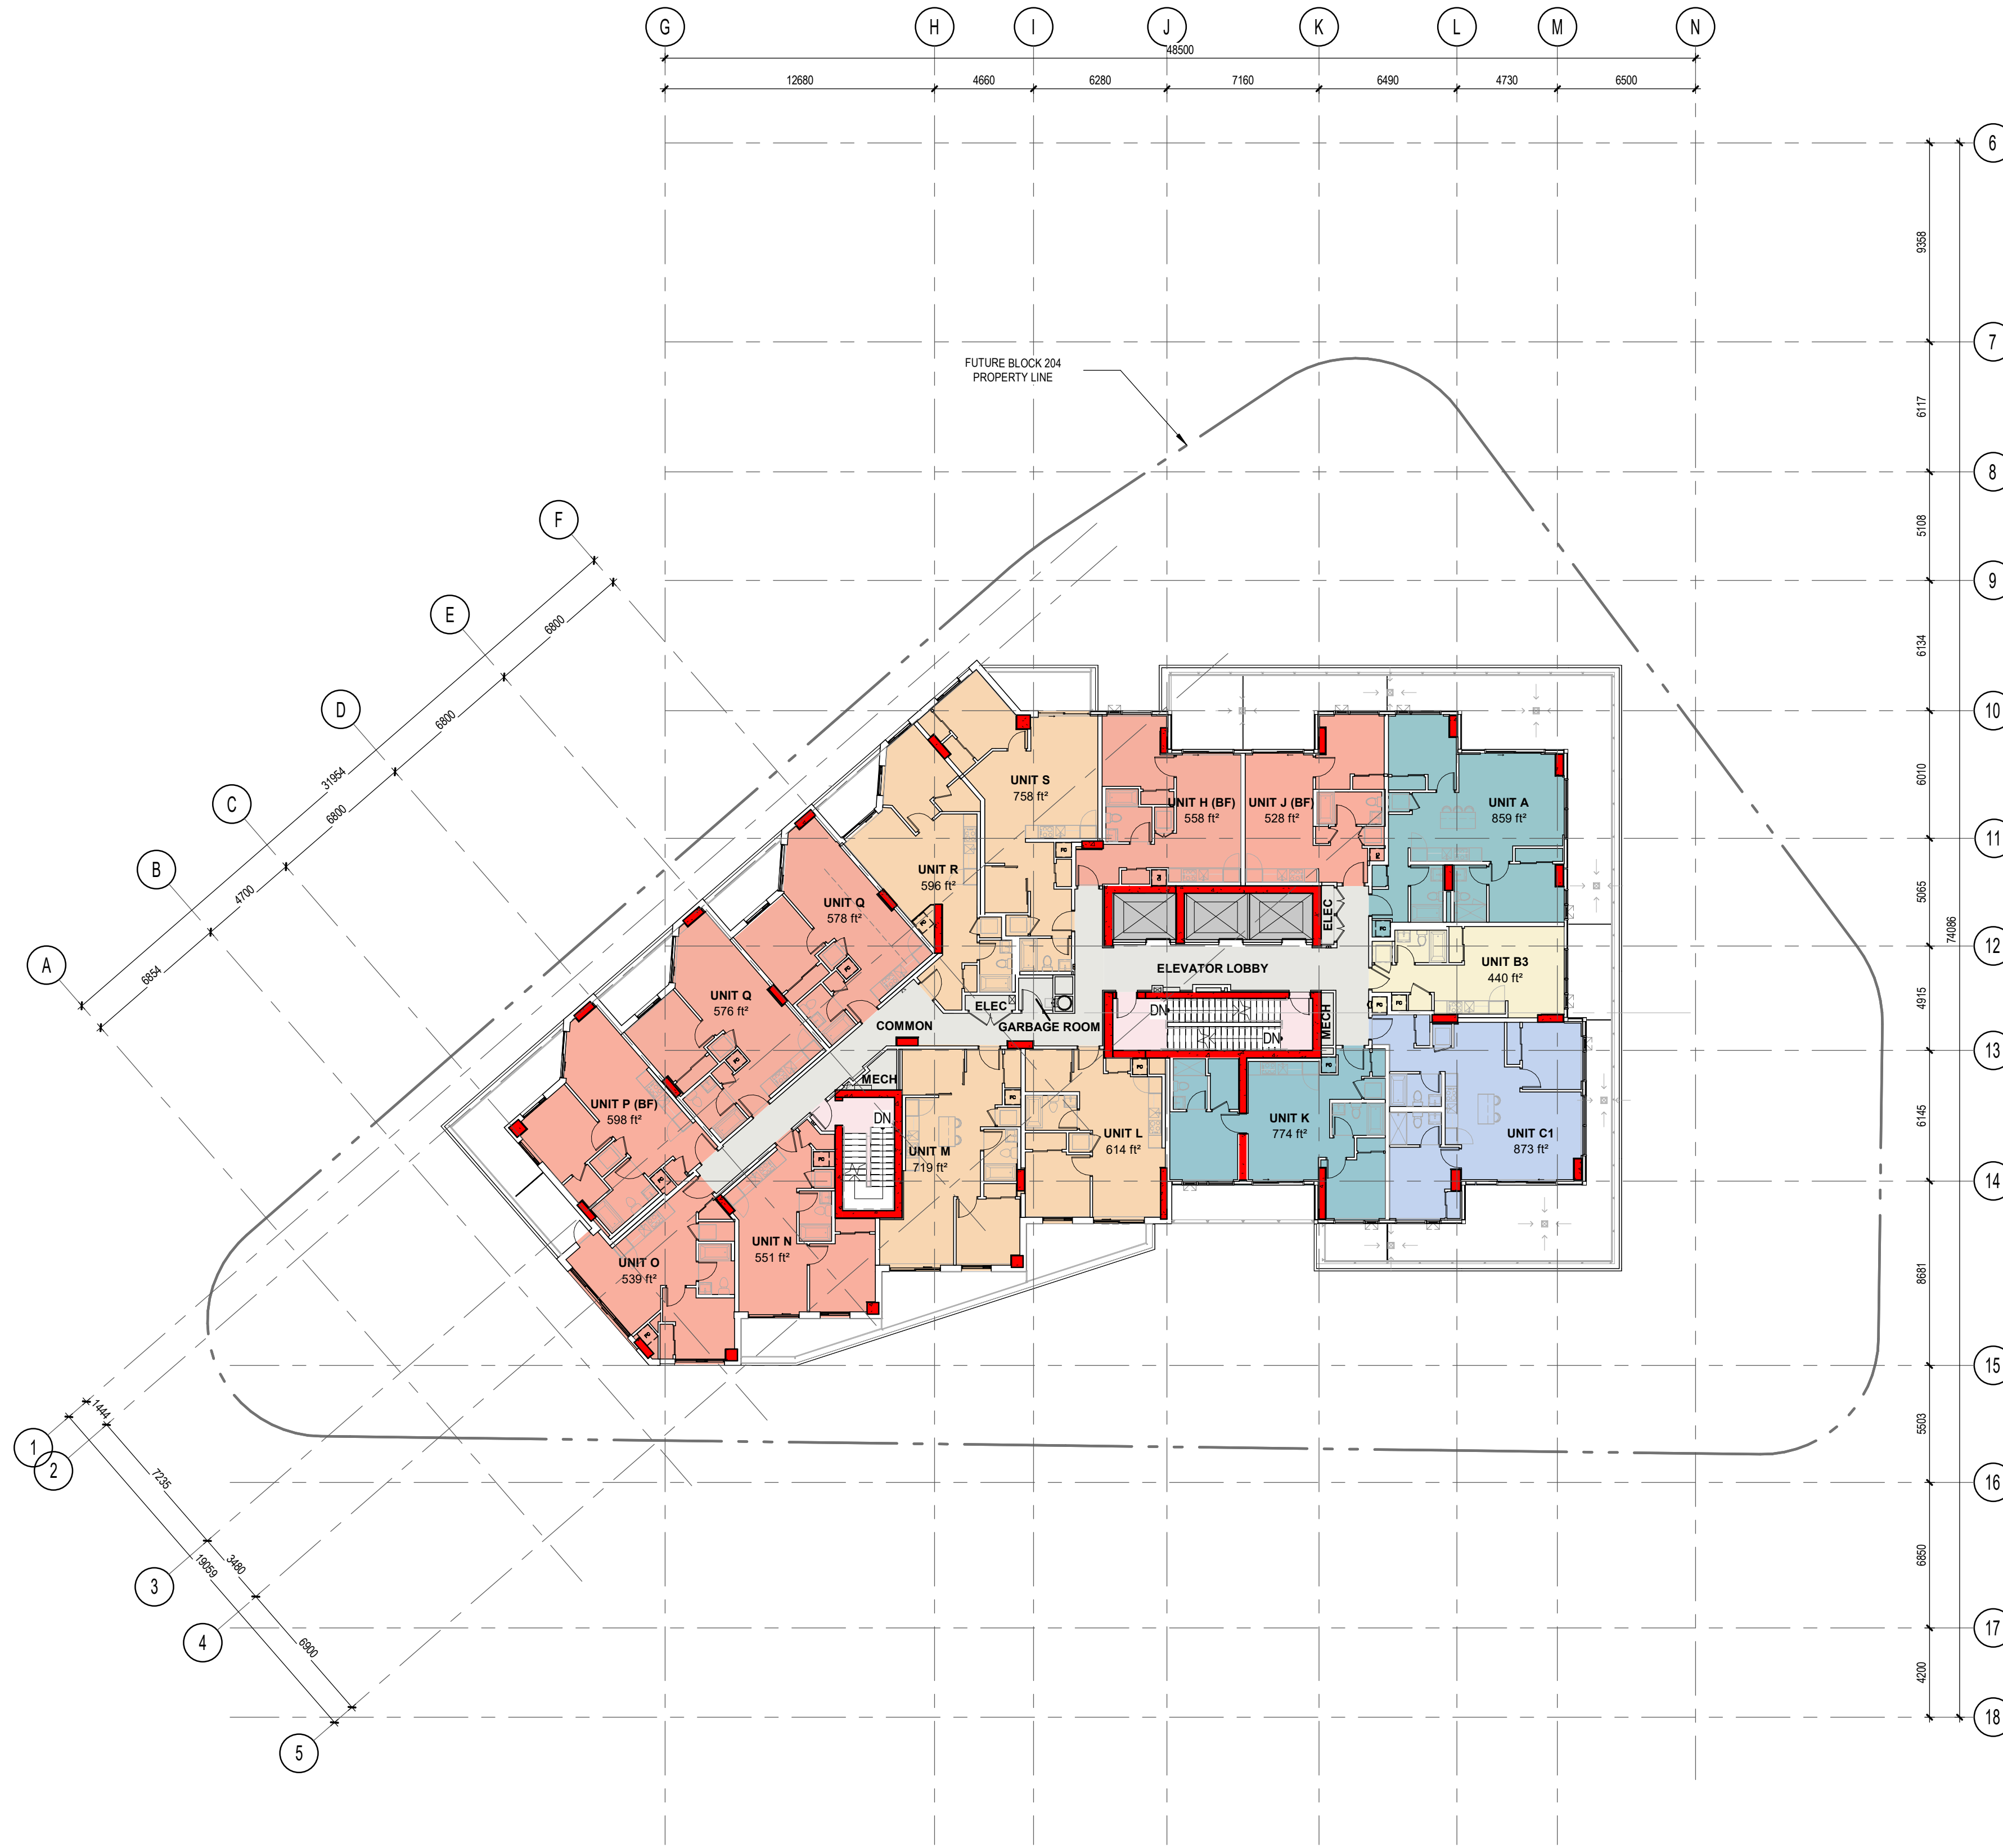 G
H
I
J
K
L
M
N
48500
12680
4660
6280
7160
6490
4730
6500
6
9358
7
FUTURE BLOCK 204
PROPERTY LINE
6117
8
F
5108
9
E
6800
6134
D
6800
10
31954
C
6800
6010
UNIT S
758 ft²
UNIT H (BF)
558 ft²
UNIT J (BF)
528 ft²
UNIT A
859 ft²
11
B
4700
UNIT R
596 ft²
5065
74086
UNIT Q
578 ft²
ELEC
12
A
6854
ELEVATOR LOBBY
UNIT B3
440 ft²
UNIT Q
576 ft²
4915
ELEC
DN
COMMON
GARBAGE ROOM
MECH
DN
13
MECH
UNIT P (BF)
598 ft²
DN
6145
UNIT K
774 ft²
UNIT L
614 ft²
UNIT C1
873 ft²
UNIT M
719 ft²
14
UNIT N
551 ft²
UNIT O
539 ft²
8681
15
1444
5503
1
2
7235
16
3480
19059
6850
3
4
6900
17
4200
18
5